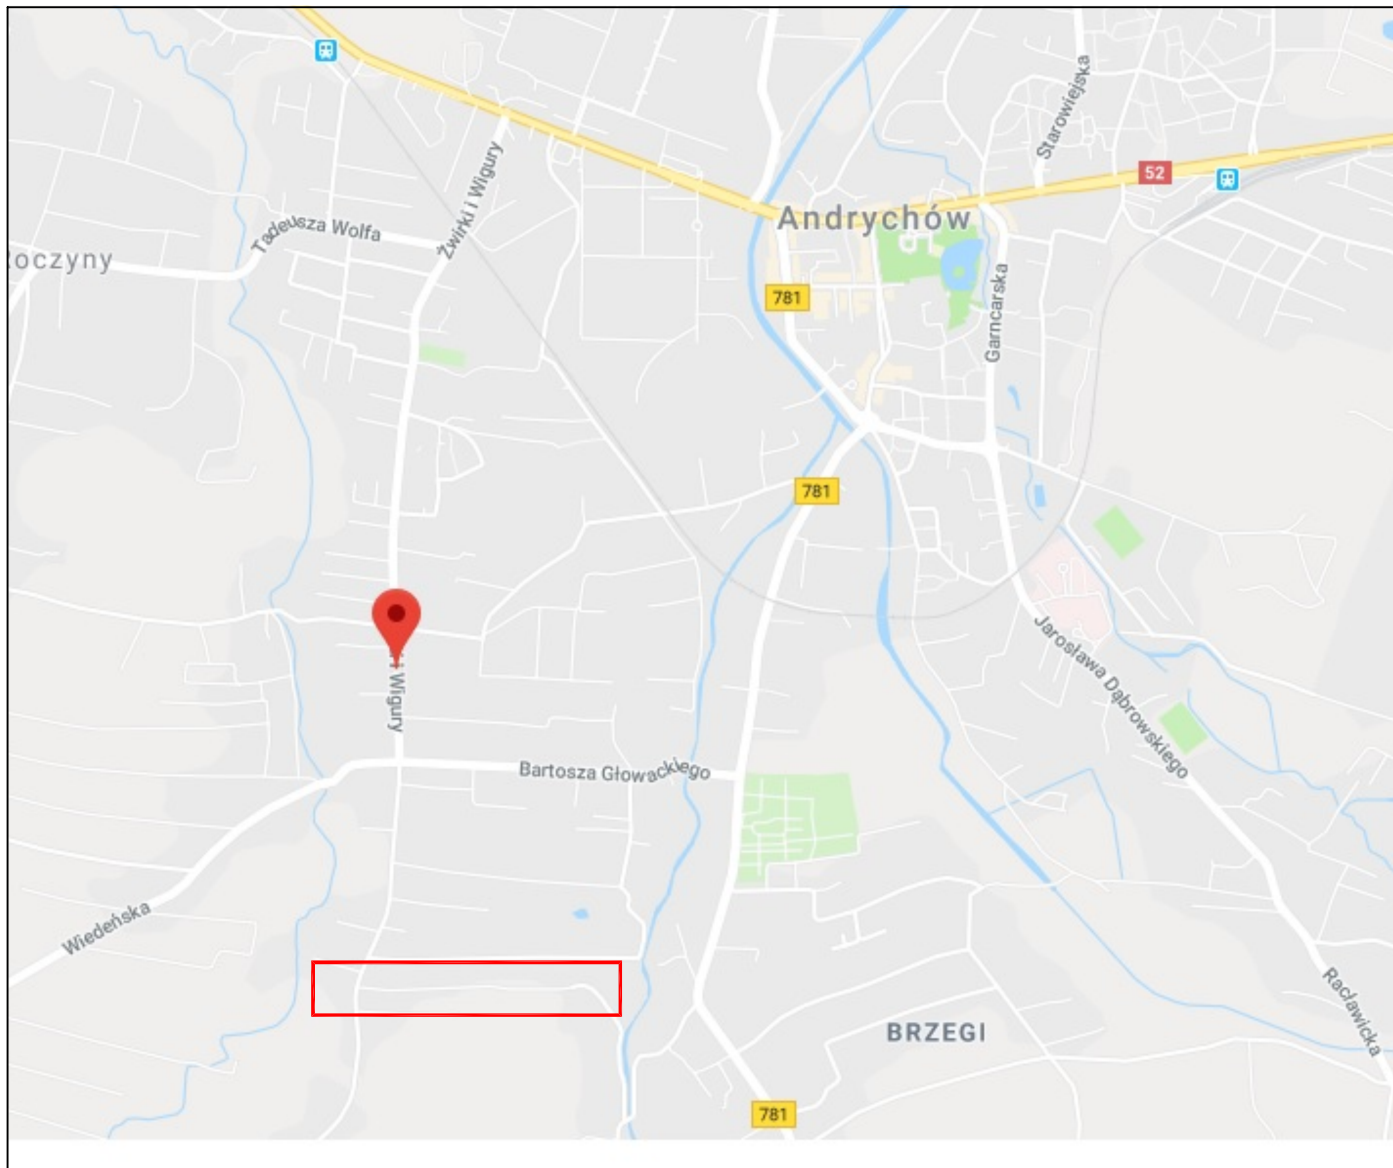 Starowiejska
52
Żwirki i Wigury
Andrychów
Tadeusza Wolfa
Roczyny
781
Garncarska
781
Jarosława Dąbrowskiego
i Wigury
Bartosza Głowackiego
Wiedeńska
Racławicka
BRZEGI
781